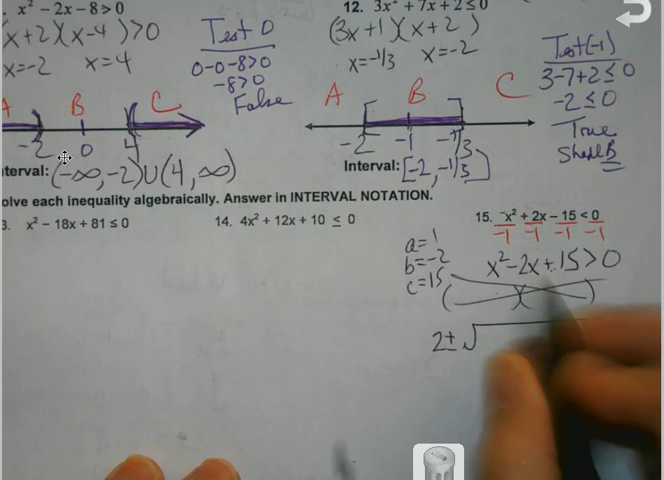 x² − 2x − 8 > 0
x+2)(x-4) >0
x=-2 x=4
Test 0
0-0-8>0
-8>0
False
A B C
-2 0 4
terval: (-∞,-2)∪(4,∞)
12. 3x² + 7x + 2 ≤ 0
(3x+1)(x+2)
x=-1/3 x=-2
Test(-1)
3-7+2≤0
-2≤0
True
Shade B
A B C
-2 -1 -1/3
Interval: [-2,-1/3]
olve each inequality algebraically. Answer in INTERVAL NOTATION.
3. x² − 18x + 81 ≤ 0
14. 4x² + 12x + 10 ≤ 0
15. -x² + 2x − 15 < 0
-1 -1 -1 -1
a=1
b=-2
c=15
x²-2x+15>0
( )( )
2±√